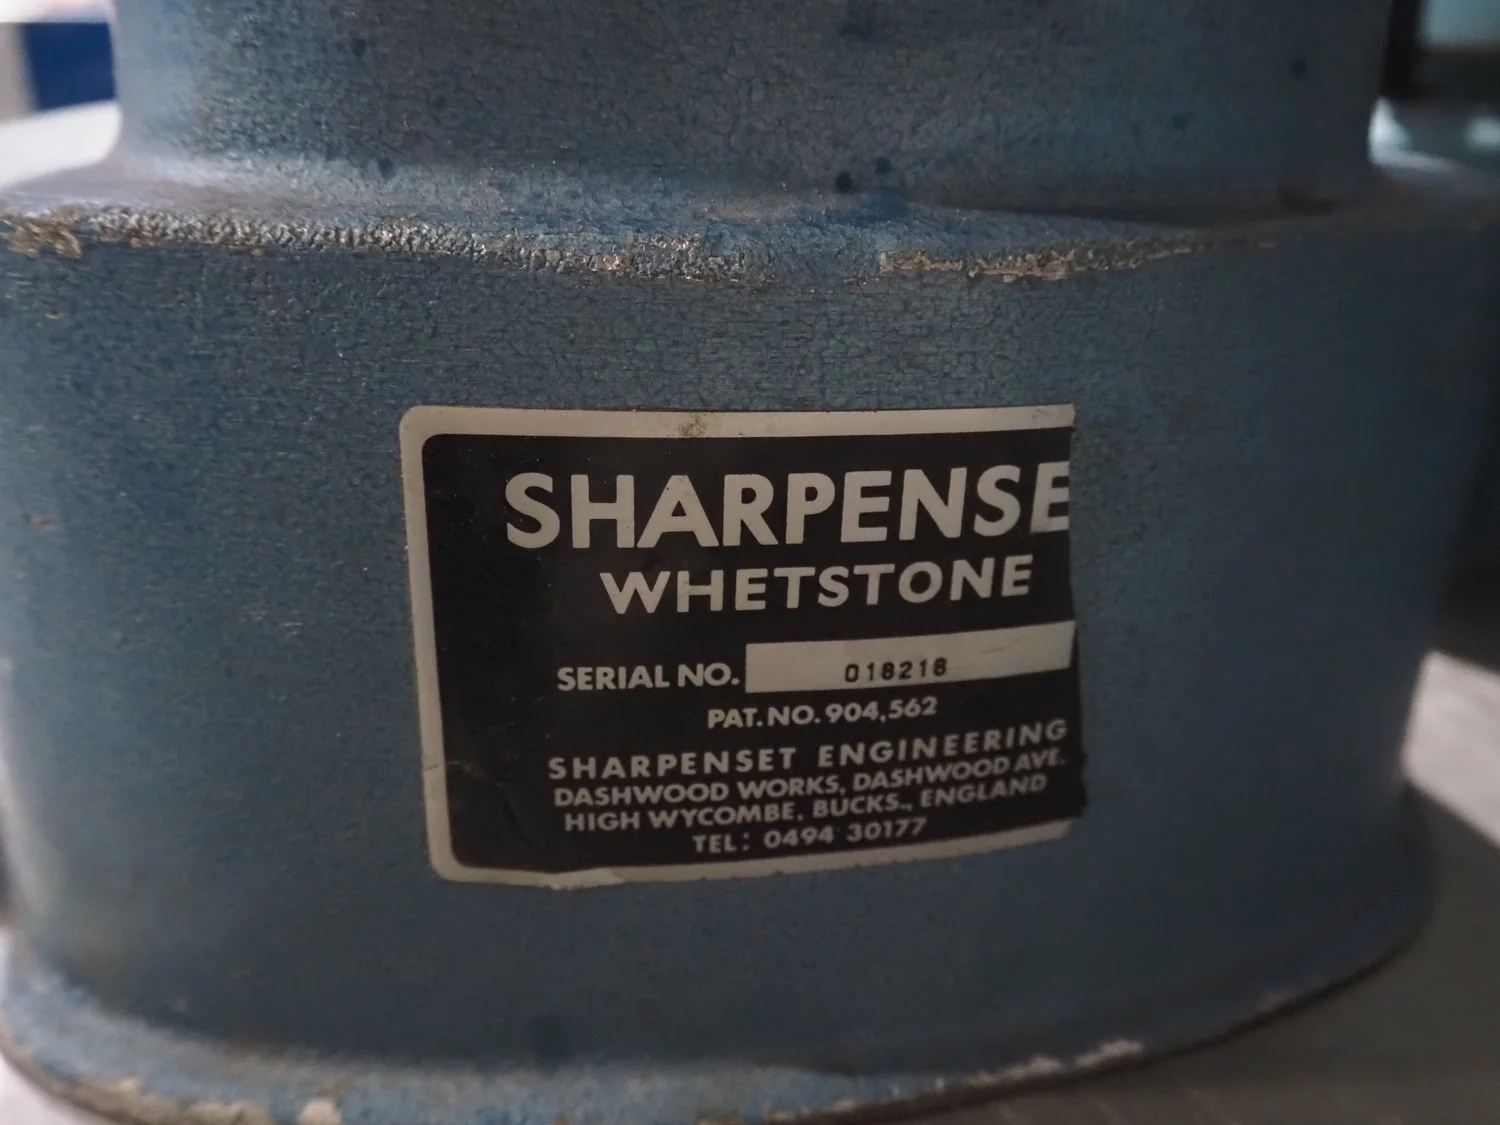 SHARPENSE
WHETSTONE
SERIAL NO. 018218
PAT. NO. 904,562
SHARPENSET ENGINEERING
DASHWOOD WORKS, DASHWOOD AVE.
HIGH WYCOMBE, BUCKS., ENGLAND
TEL: 0494 30177